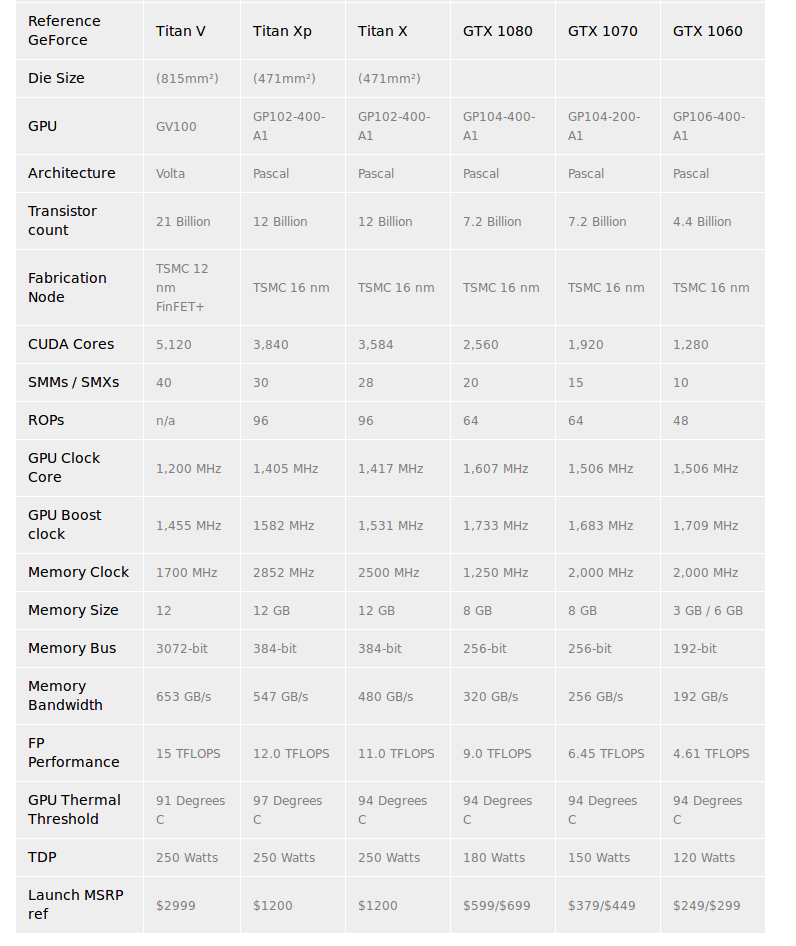 Reference GeForce	Titan V	Titan Xp	Titan X	GTX 1080	GTX 1070	GTX 1060
Die Size	(815mm²)	(471mm²)	(471mm²)
GPU	GV100	GP102-400-A1	GP102-400-A1	GP104-400-A1	GP104-200-A1	GP106-400-A1
Architecture	Volta	Pascal	Pascal	Pascal	Pascal	Pascal
Transistor count	21 Billion	12 Billion	12 Billion	7.2 Billion	7.2 Billion	4.4 Billion
Fabrication Node	TSMC 12 nm FinFET+	TSMC 16 nm	TSMC 16 nm	TSMC 16 nm	TSMC 16 nm	TSMC 16 nm
CUDA Cores	5,120	3,840	3,584	2,560	1,920	1,280
SMMs / SMXs	40	30	28	20	15	10
ROPs	n/a	96	96	64	64	48
GPU Clock Core	1,200 MHz	1,405 MHz	1,417 MHz	1,607 MHz	1,506 MHz	1,506 MHz
GPU Boost clock	1,455 MHz	1582 MHz	1,531 MHz	1,733 MHz	1,683 MHz	1,709 MHz
Memory Clock	1700 MHz	2852 MHz	2500 MHz	1,250 MHz	2,000 MHz	2,000 MHz
Memory Size	12	12 GB	12 GB	8 GB	8 GB	3 GB / 6 GB
Memory Bus	3072-bit	384-bit	384-bit	256-bit	256-bit	192-bit
Memory Bandwidth	653 GB/s	547 GB/s	480 GB/s	320 GB/s	256 GB/s	192 GB/s
FP Performance	15 TFLOPS	12.0 TFLOPS	11.0 TFLOPS	9.0 TFLOPS	6.45 TFLOPS	4.61 TFLOPS
GPU Thermal Threshold	91 Degrees C	97 Degrees C	94 Degrees C	94 Degrees C	94 Degrees C	94 Degrees C
TDP	250 Watts	250 Watts	250 Watts	180 Watts	150 Watts	120 Watts
Launch MSRP ref	$2999	$1200	$1200	$599/$699	$379/$449	$249/$299